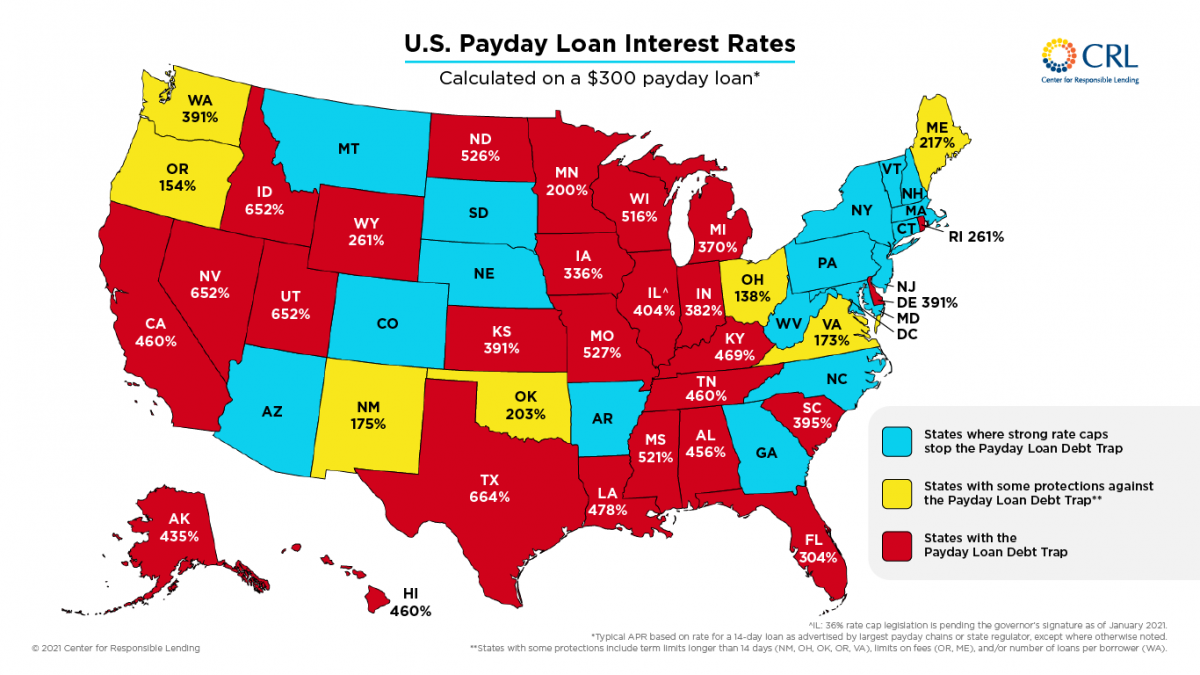 U.S. Payday Loan Interest Rates
Calculated on a $300 payday loan*
CRL
Center for Responsible Lending
WA
391%
OR
154%
ID
652%
MT
ND
526%
MN
200%
WI
516%
MI
370%
ME
217%
VT
NH
MA
NY
CT
RI 261%
WY
261%
SD
IA
336%
NE
PA
NJ
DE 391%
MD
DC
NV
652%
UT
652%
CO
CA
460%
KS
391%
MO
527%
IL^
404%
IN
382%
OH
138%
WV
VA
173%
KY
469%
TN
460%
NC
SC
395%
AZ
NM
175%
OK
203%
AR
MS
521%
AL
456%
GA
TX
664%
LA
478%
FL
304%
AK
435%
HI
460%
States where strong rate caps
stop the Payday Loan Debt Trap
States with some protections against
the Payday Loan Debt Trap**
States with the
Payday Loan Debt Trap
^IL: 36% rate cap legislation is pending the governor's signature as of January 2021.
*Typical APR based on rate for a 14-day loan as advertised by largest payday chains or state regulator, except where otherwise noted.
© 2021 Center for Responsible Lending
**States with some protections include term limits longer than 14 days (NM, OH, OK, OR, VA), limits on fees (OR, ME), and/or number of loans per borrower (WA).